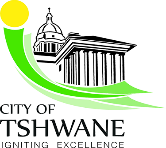 CITY OF
TSHWANE
IGNITING EXCELLENCE